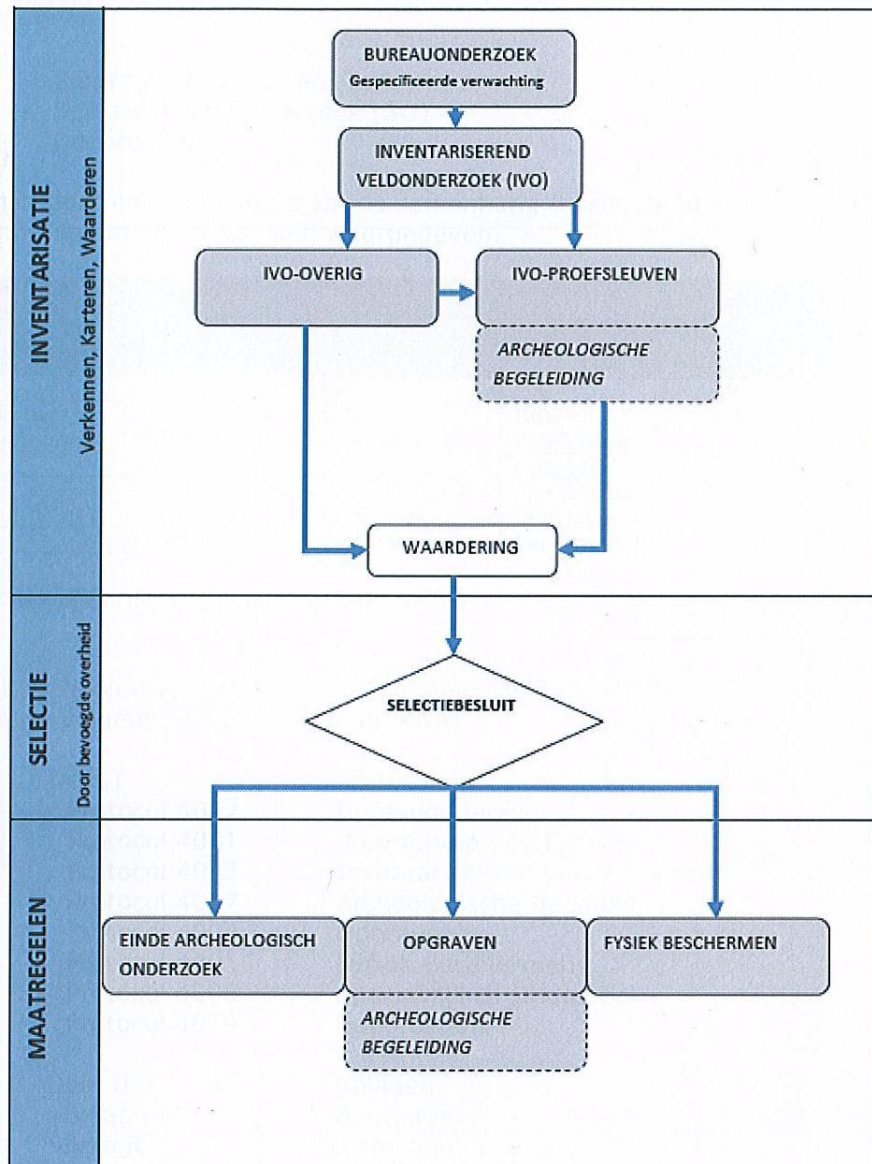 INVENTARISATIE
Verkennen, Karteren, Waarderen
BUREAUONDERZOEK
Gespecificeerde verwachting
INVENTARISEREND
VELDONDERZOEK (IVO)
IVO-OVERIG
IVO-PROEFSLEUVEN
ARCHEOLOGISCHE
BEGELEIDING
WAARDERING
SELECTIE
Door bevoegde overheid
SELECTIEBESLUIT
MAATREGELEN
EINDE ARCHEOLOGISCH
ONDERZOEK
OPGRAVEN
ARCHEOLOGISCHE
BEGELEIDING
FYSIEK BESCHERMEN